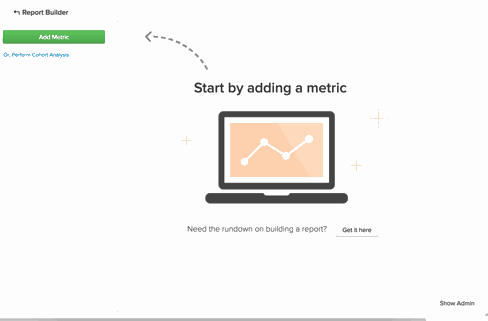 Report Builder
Add Metric
Or, Perform Cohort Analysis
Start by adding a metric
Need the rundown on building a report? Get it here
Show Admin